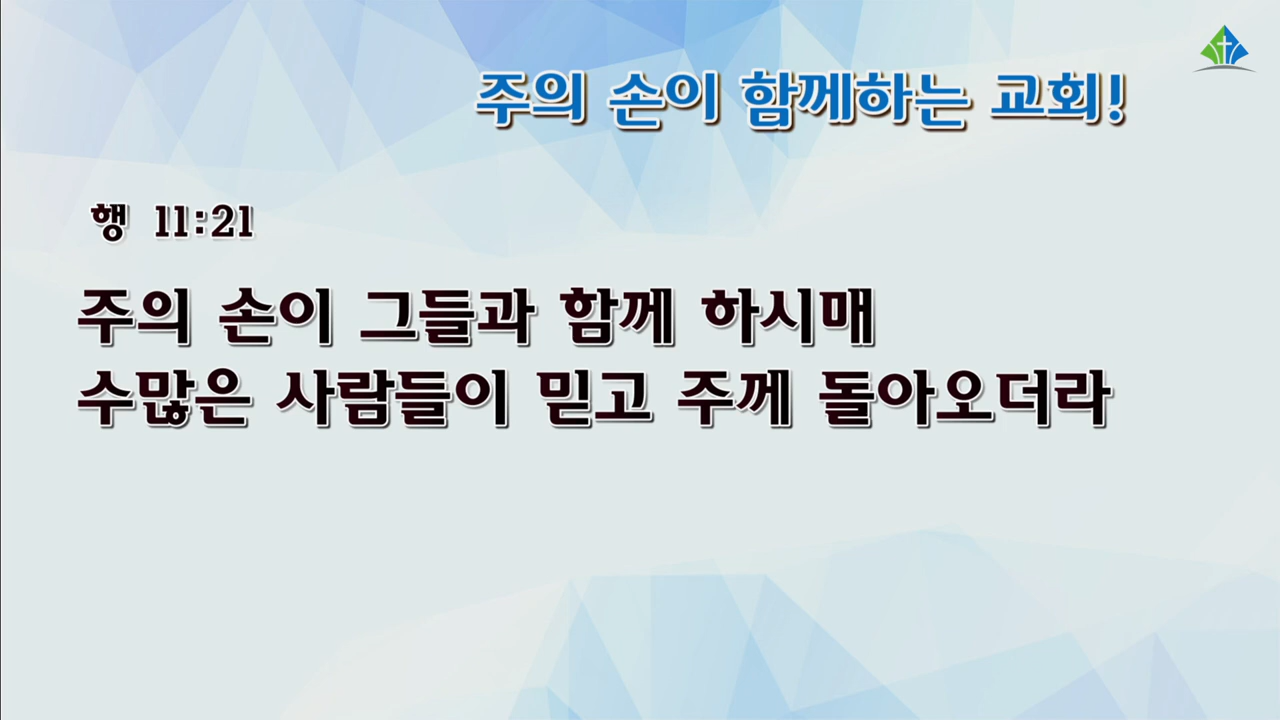 주의 손이 함께하는 교회!
행 11:21
주의 손이 그들과 함께 하시매
수많은 사람들이 믿고 주께 돌아오더라